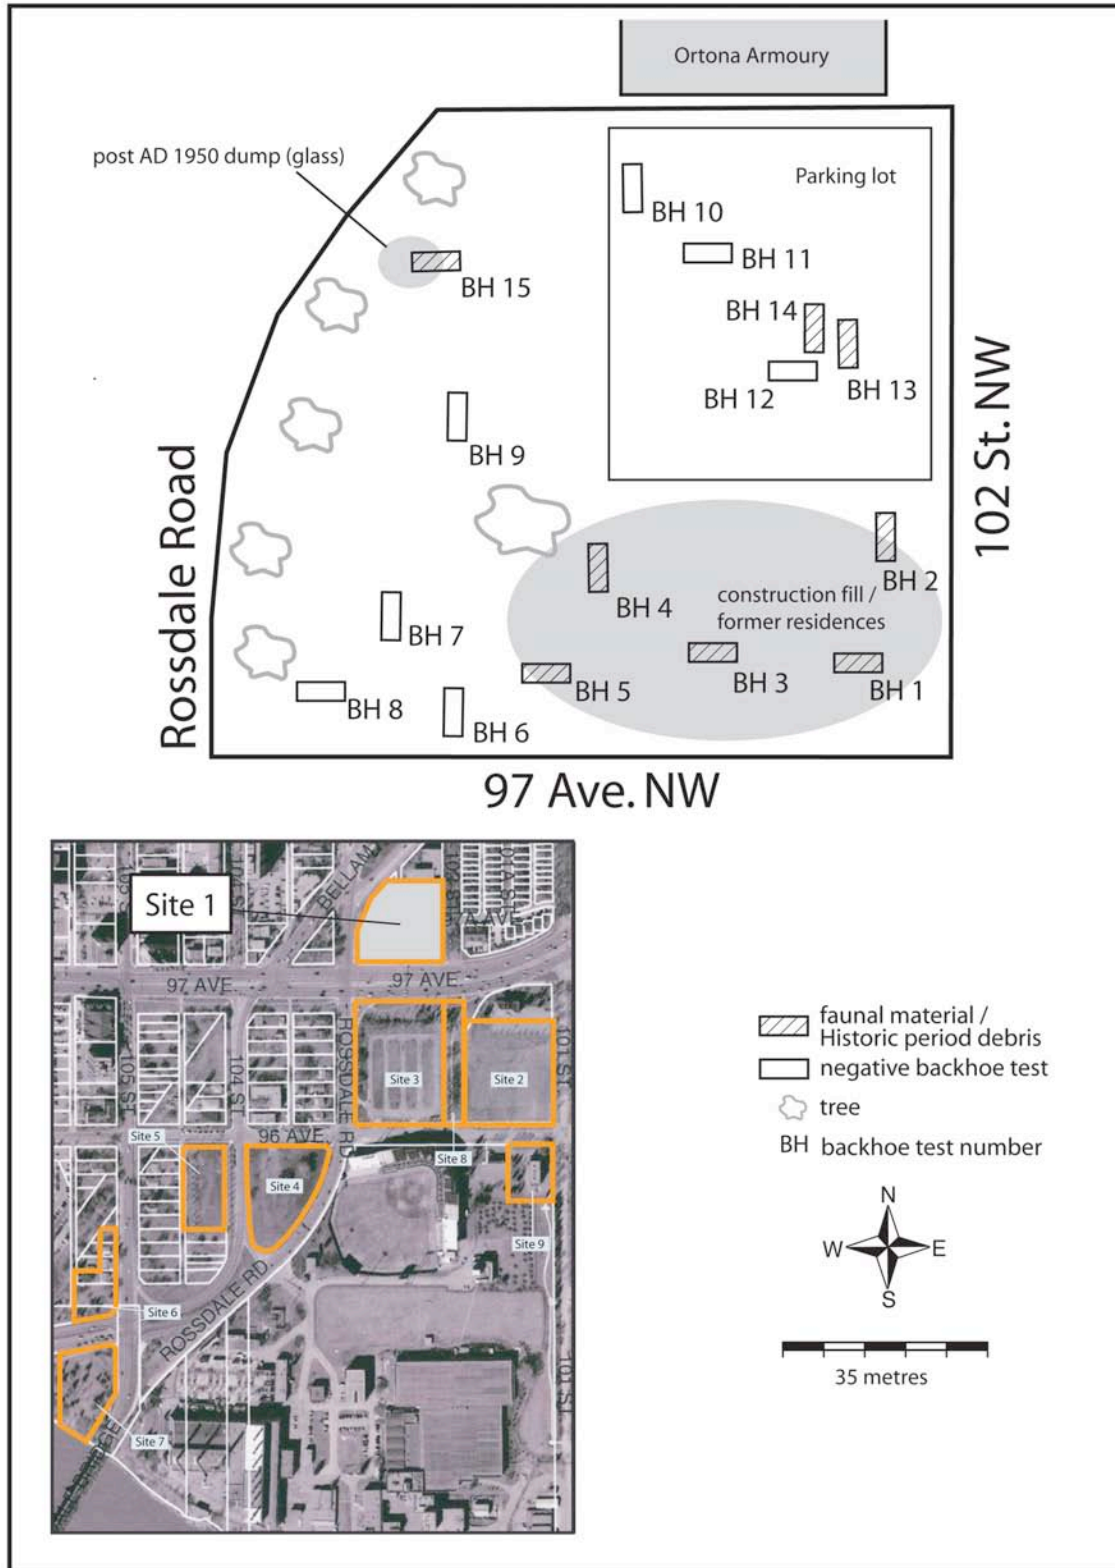 Ortona Armoury
post AD 1950 dump (glass)
Parking lot
BH 10
BH 11
BH 15
BH 14
BH 12
BH 13
BH 9
102 St. NW
Rossdale Road
BH 2
construction fill /
former residences
BH 4
BH 7
BH 3
BH 1
BH 5
BH 8
BH 6
97 Ave. NW
Site 1
BELLAM
97 AVE.
97 AVE.
105 ST
104 ST
ROSSDALE RD.
101 ST
Site 3
Site 2
Site 5
96 AVE.
Site 8
Site 4
Site 9
Site 6
ROSSDALE RD.
101 ST
Site 7
faunal material /
Historic period debris
negative backhoe test
tree
BH backhoe test number
N
W E
S
35 metres